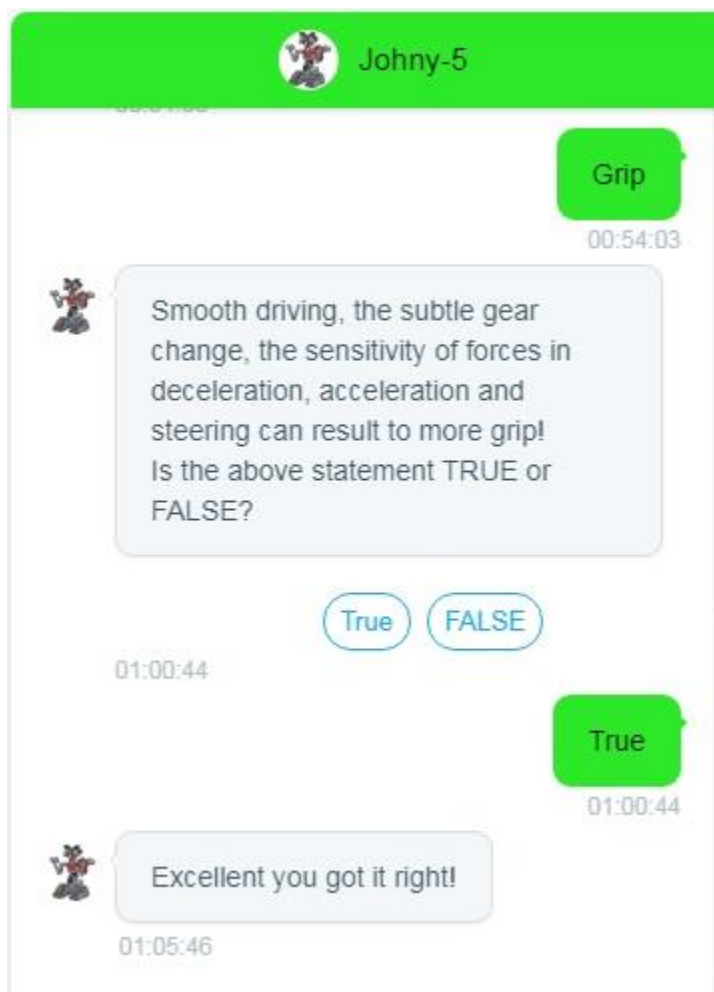 Johny-5
Grip
00:54:03
Smooth driving, the subtle gear
change, the sensitivity of forces in
deceleration, acceleration and
steering can result to more grip!
Is the above statement TRUE or
FALSE?
True FALSE
01:00:44
True
01:00:44
Excellent you got it right!
01:05:46